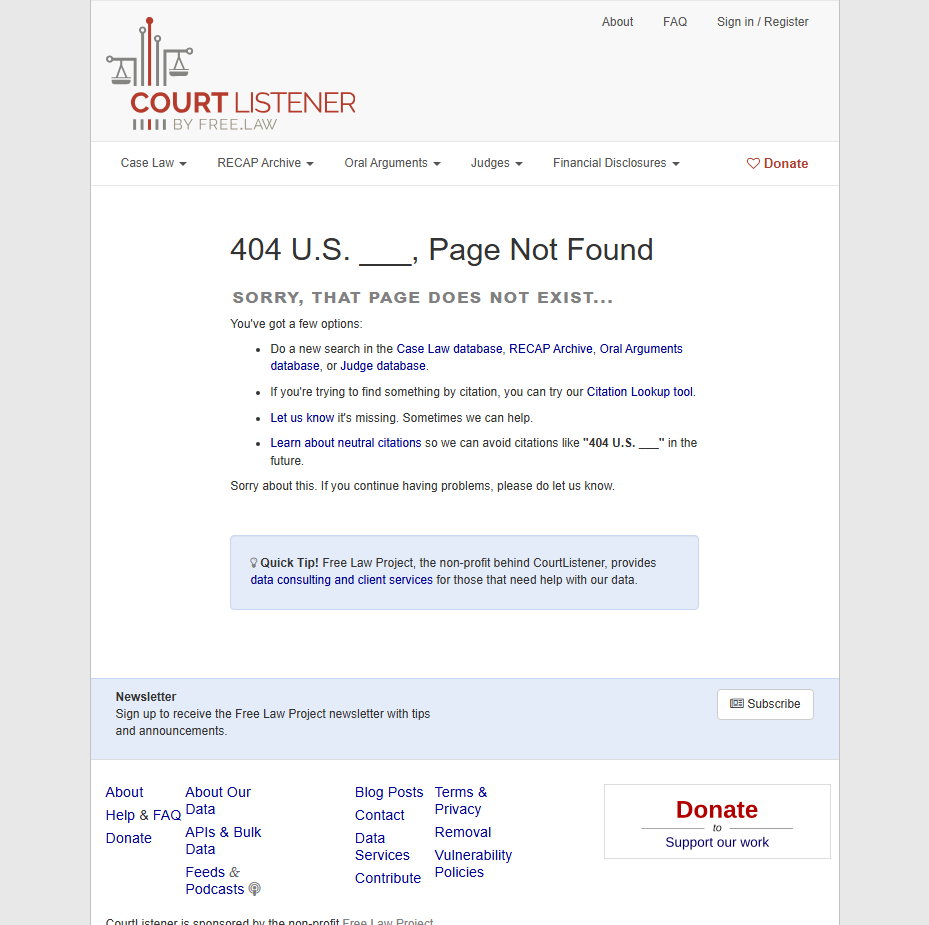 About FAQ Sign in / Register
COURT LISTENER
BY FREE.LAW
Case Law RECAP Archive Oral Arguments Judges Financial Disclosures Donate
404 U.S. ___, Page Not Found
SORRY, THAT PAGE DOES NOT EXIST...
You've got a few options:
• Do a new search in the Case Law database, RECAP Archive, Oral Arguments
database, or Judge database.
• If you're trying to find something by citation, you can try our Citation Lookup tool.
• Let us know it's missing. Sometimes we can help.
• Learn about neutral citations so we can avoid citations like "404 U.S. ___" in the
future.
Sorry about this. If you continue having problems, please do let us know.
Quick Tip! Free Law Project, the non-profit behind CourtListener, provides
data consulting and client services for those that need help with our data.
Newsletter
Sign up to receive the Free Law Project newsletter with tips
and announcements.
Subscribe
About
Help & FAQ
Donate
About Our
Data
APIs & Bulk
Data
Feeds &
Podcasts
Blog Posts
Contact
Data
Services
Contribute
Terms &
Privacy
Removal
Vulnerability
Policies
Donate
to
Support our work
CourtListener is sponsored by the non-profit Free Law Project.